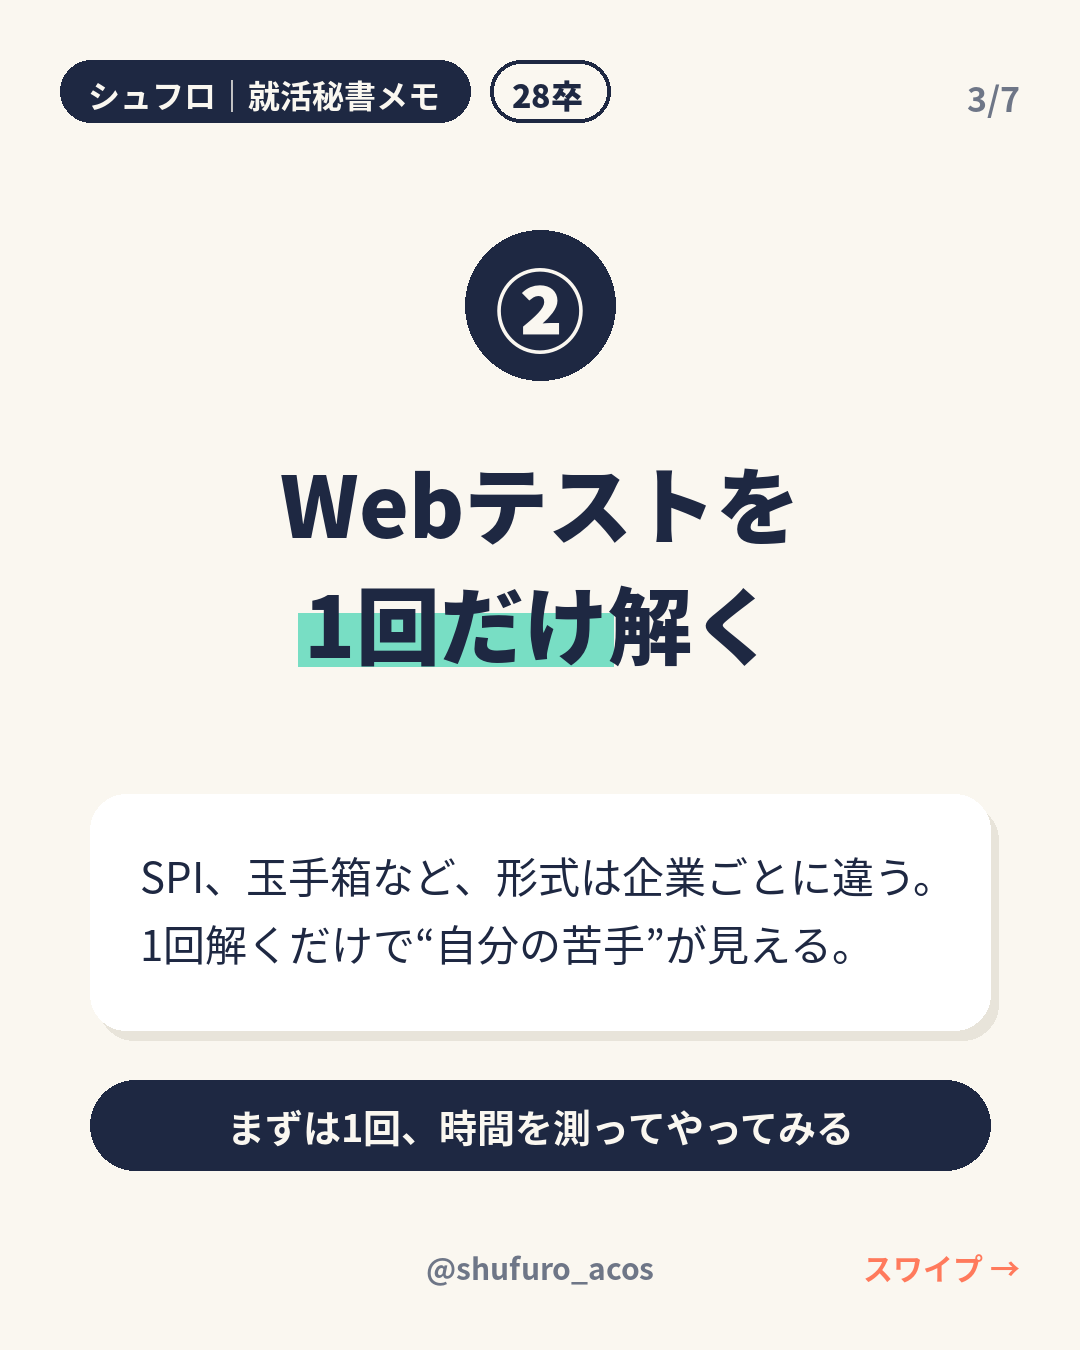 シュフロ｜就活秘書メモ
28卒
3/7
②
Webテストを
1回だけ解く
SPI、玉手箱など、形式は企業ごとに違う。
1回解くだけで“自分の苦手”が見える。
まずは1回、時間を測ってやってみる
@shufuro_acos
スワイプ →